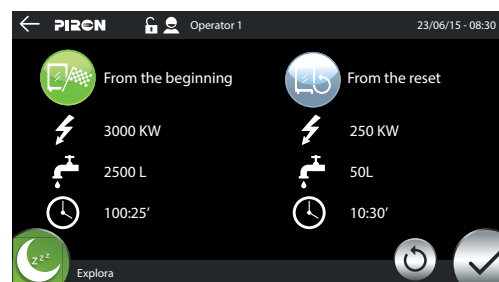 PIRON Operator 1 23/06/15 - 08:30
From the beginning From the reset
3000 KW 250 KW
2500 L 50L
100:25’ 10:30’
zzz
Explora